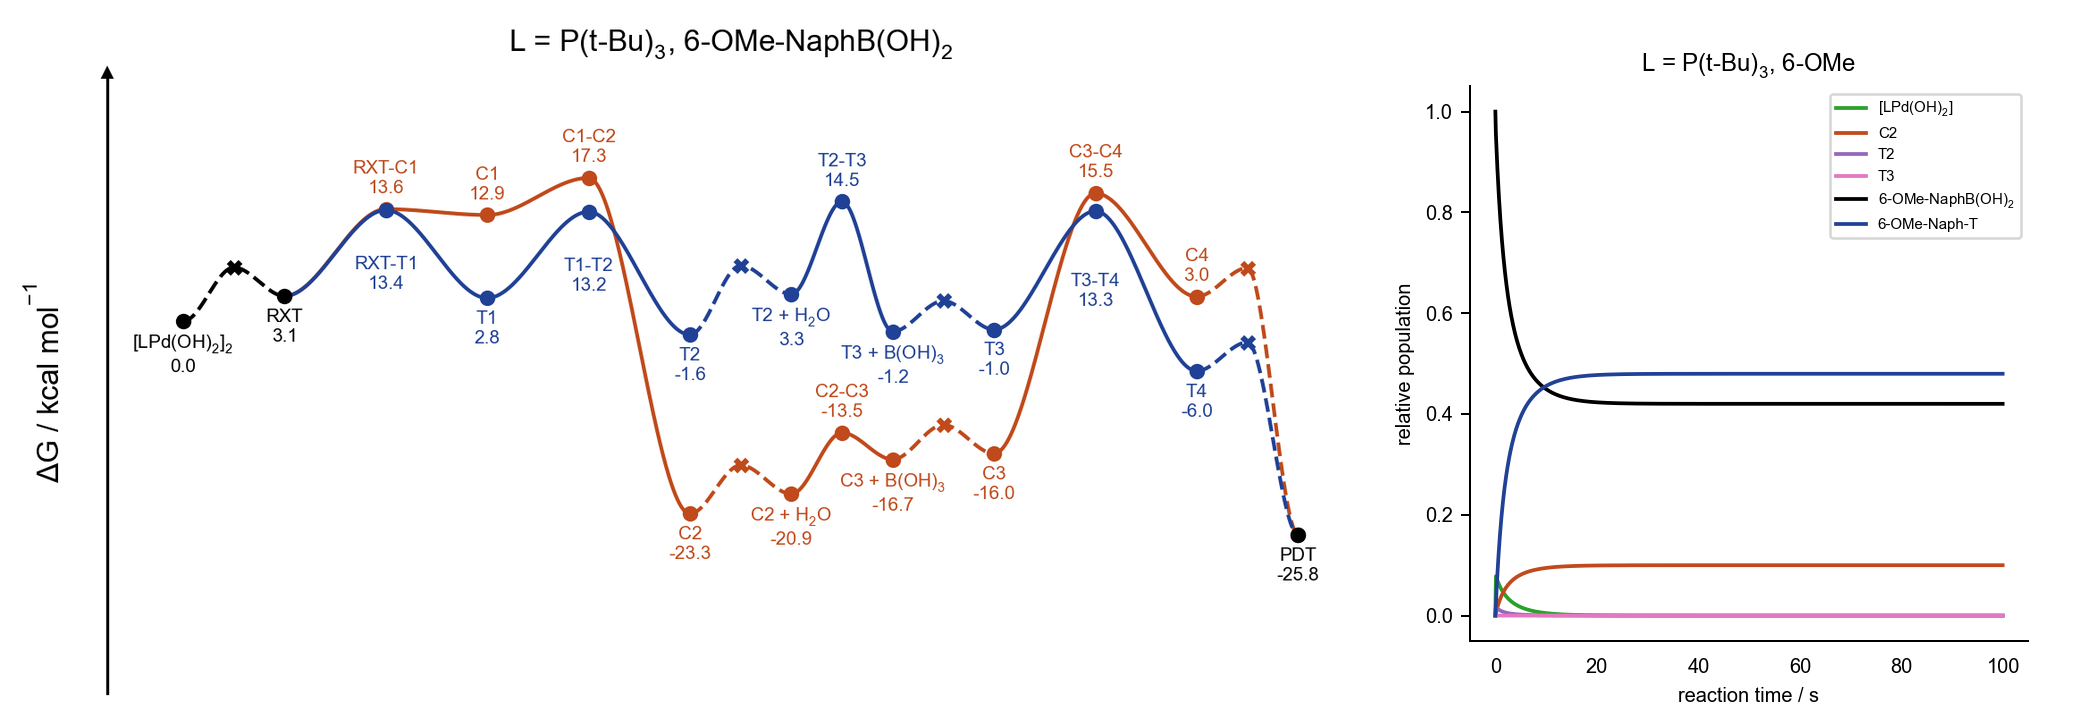 L = P(t-Bu)₃, 6-OMe-NaphB(OH)₂
ΔG / kcal mol⁻¹
[LPd(OH)₂]₂
0.0
RXT
3.1
RXT-C1
13.6
RXT-T1
13.4
C1
12.9
T1
2.8
C1-C2
17.3
T1-T2
13.2
T2
-1.6
C2
-23.3
T2 + H₂O
3.3
C2 + H₂O
-20.9
T2-T3
14.5
C2-C3
-13.5
T3 + B(OH)₃
-1.2
C3 + B(OH)₃
-16.7
T3
-1.0
C3
-16.0
C3-C4
15.5
T3-T4
13.3
C4
3.0
T4
-6.0
PDT
-25.8
L = P(t-Bu)₃, 6-OMe
[LPd(OH)₂]
C2
T2
T3
6-OMe-NaphB(OH)₂
6-OMe-Naph-T
relative population
1.0
0.8
0.6
0.4
0.2
0.0
0 20 40 60 80 100
reaction time / s